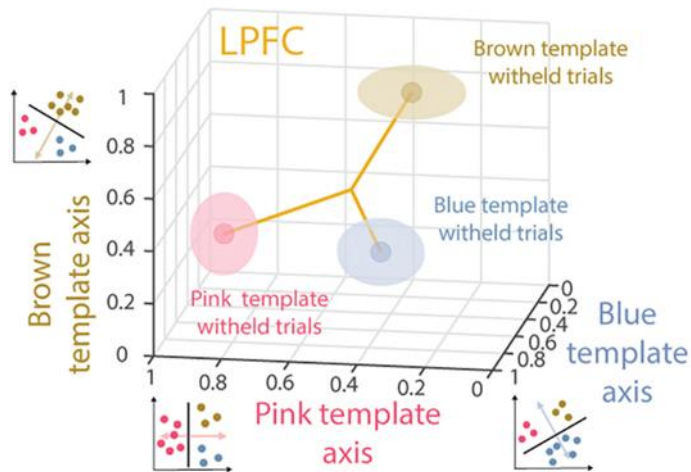 LPFC
Brown template
witheld trials
Blue template
witheld trials
Pink template
witheld trials
Brown
template axis
1
0.8
0.6
0.4
0.2
0
1
0.8
0.6
0.4
0.2
0
Pink template
axis
0
0.2
0.4
0.6
0.8
1
Blue
template axis